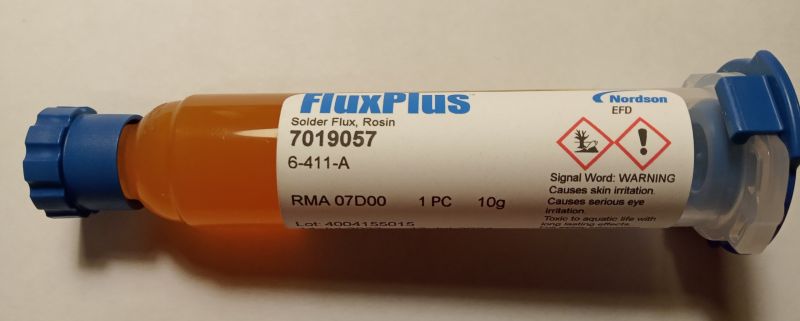 FluxPlus™
Solder Flux, Rosin
7019057
6-411-A
RMA 07D00 1 PC 10g
Lot: 4004155015
Nordson
EFD
Signal Word: WARNING
Causes skin irritation.
Causes serious eye
irritation.
Toxic to aquatic life with
long lasting effects.